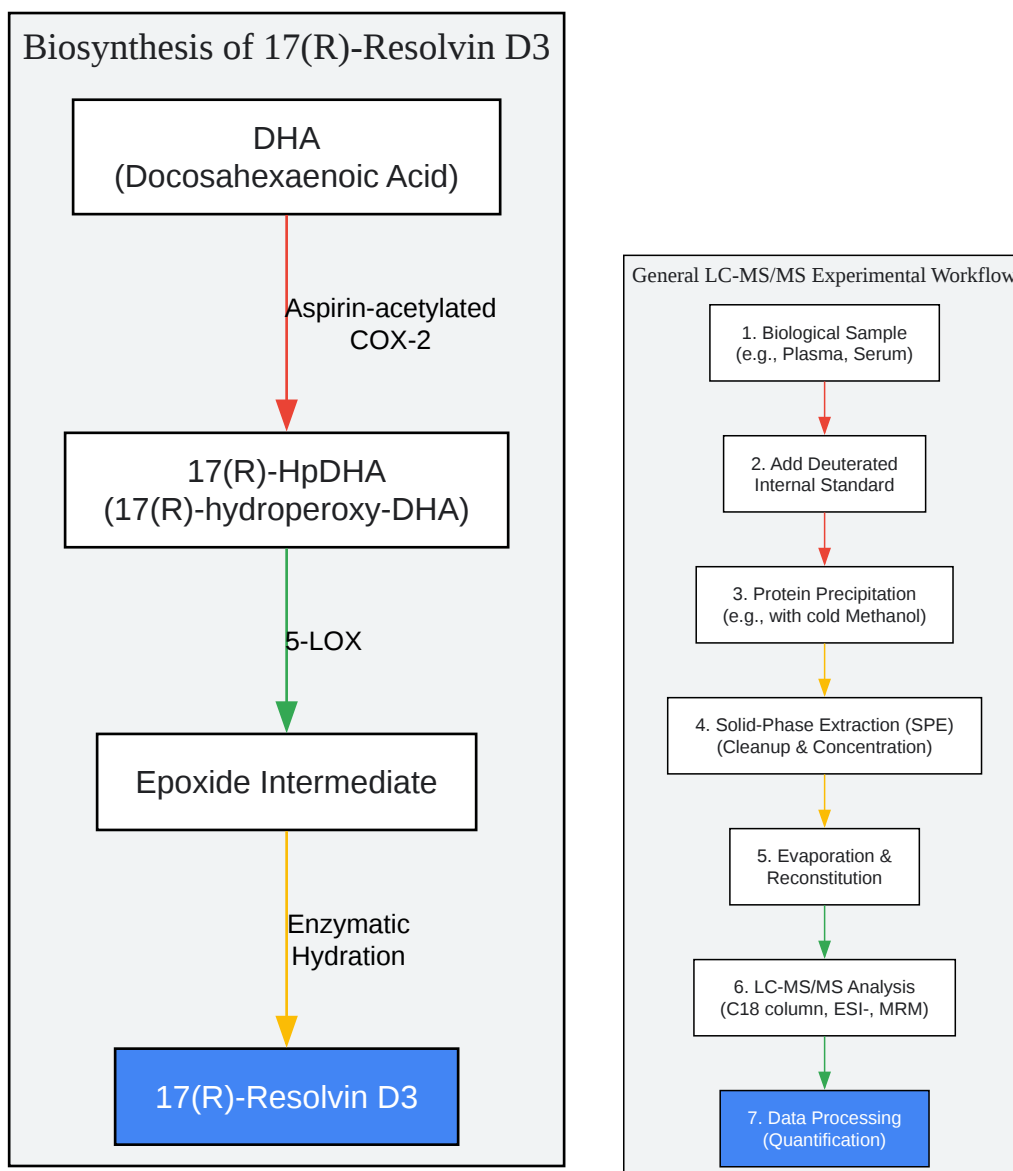 Biosynthesis of 17(R)-Resolvin D3
DHA
(Docosahexaenoic Acid)
Aspirin-acetylated
COX-2
17(R)-HpDHA
(17(R)-hydroperoxy-DHA)
5-LOX
Epoxide Intermediate
Enzymatic
Hydration
17(R)-Resolvin D3
General LC-MS/MS Experimental Workflow
1. Biological Sample
(e.g., Plasma, Serum)
2. Add Deuterated
Internal Standard
3. Protein Precipitation
(e.g., with cold Methanol)
4. Solid-Phase Extraction (SPE)
(Cleanup & Concentration)
5. Evaporation &
Reconstitution
6. LC-MS/MS Analysis
(C18 column, ESI-, MRM)
7. Data Processing
(Quantification)